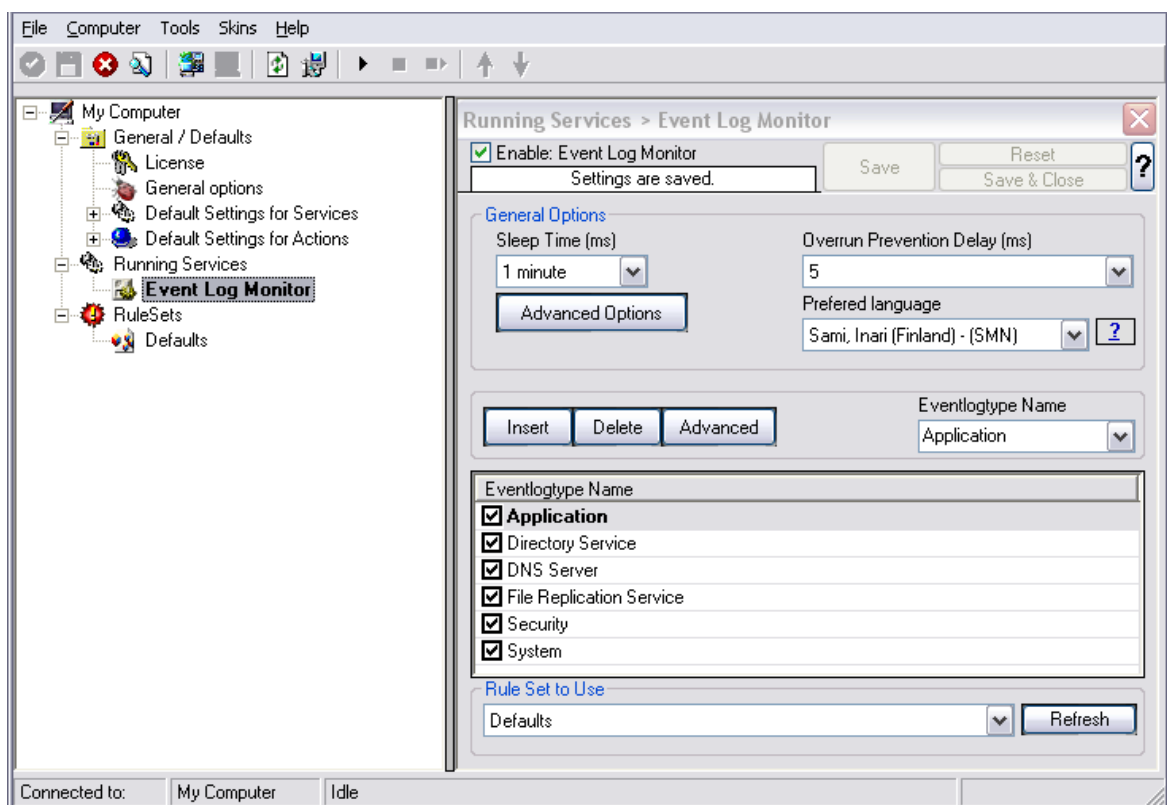 File Computer Tools Skins Help
My Computer
General / Defaults
License
General options
Default Settings for Services
Default Settings for Actions
Running Services
Event Log Monitor
RuleSets
Defaults
Running Services > Event Log Monitor
Enable: Event Log Monitor
Settings are saved.
Save
Reset
Save & Close
?
General Options
Sleep Time (ms)
Overrun Prevention Delay (ms)
1 minute
5
Advanced Options
Prefered language
Sami, Inari (Finland) - (SMN)
?
Insert Delete Advanced
Eventlogtype Name
Application
Eventlogtype Name
Application
Directory Service
DNS Server
File Replication Service
Security
System
Rule Set to Use
Defaults
Refresh
Connected to: My Computer Idle